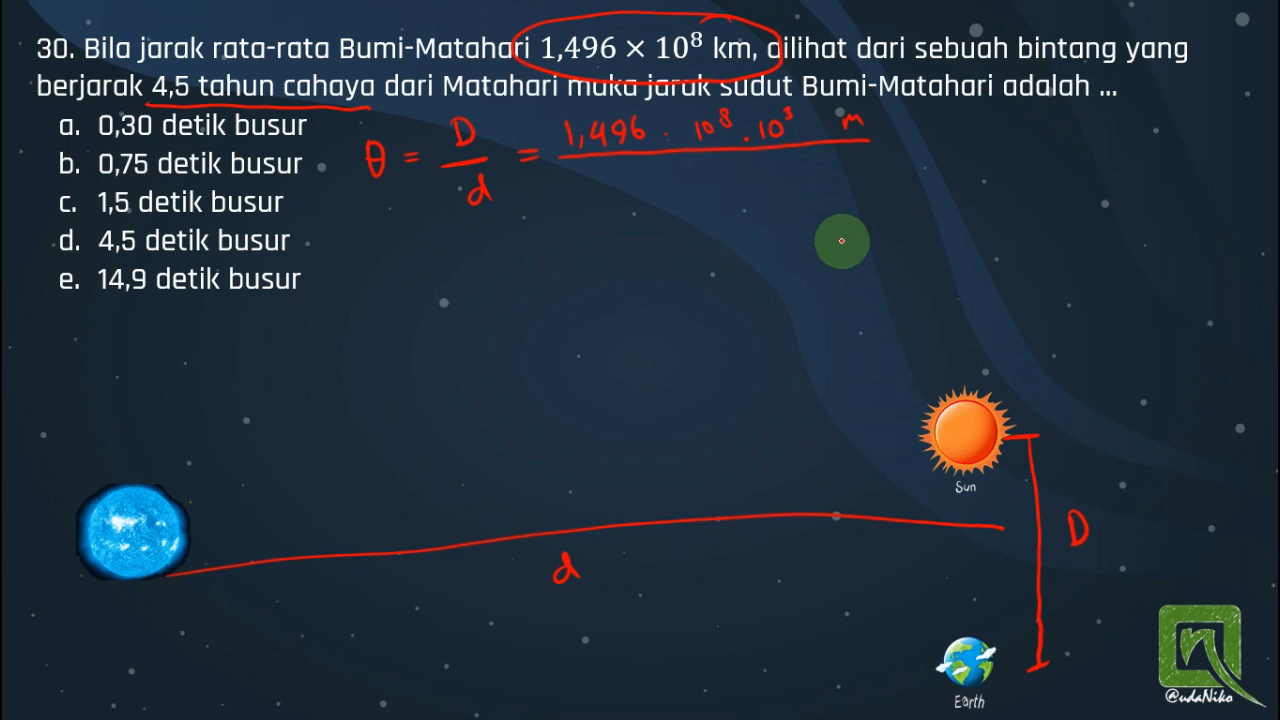 30. Bila jarak rata-rata Bumi-Matahari 1,496 × 10⁸ km, dilihat dari sebuah bintang yang
berjarak 4,5 tahun cahaya dari Matahari muka jarak sudut Bumi-Matahari adalah ...
a. 0,30 detik busur
b. 0,75 detik busur
c. 1,5 detik busur
d. 4,5 detik busur
e. 14,9 detik busur
θ = D/d = 1,496 . 10⁸ . 10³ m
Sun
D
d
Earth
@udaNiko